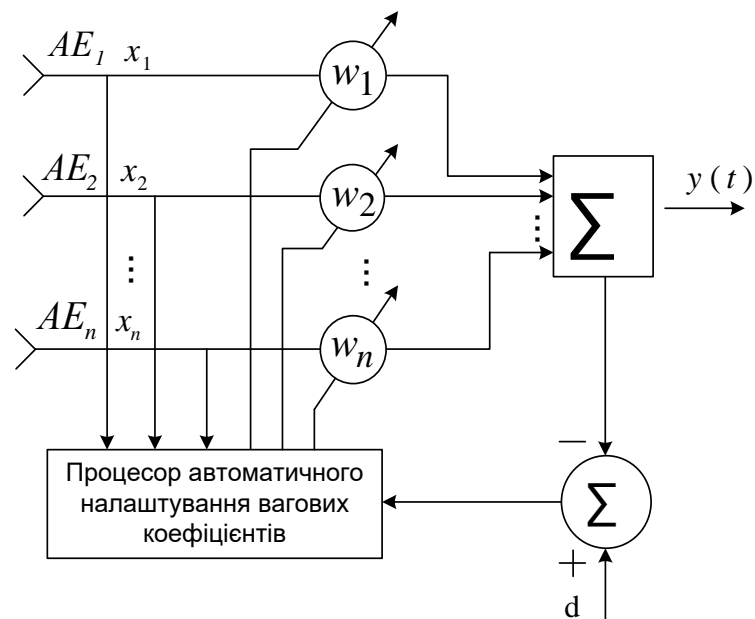 AE₁ x₁
w₁
AE₂ x₂
w₂
Σ
y (t)
AEₙ xₙ
wₙ
Процесор автоматичного
налаштування вагових
коефіцієнтів
−
Σ
+
d